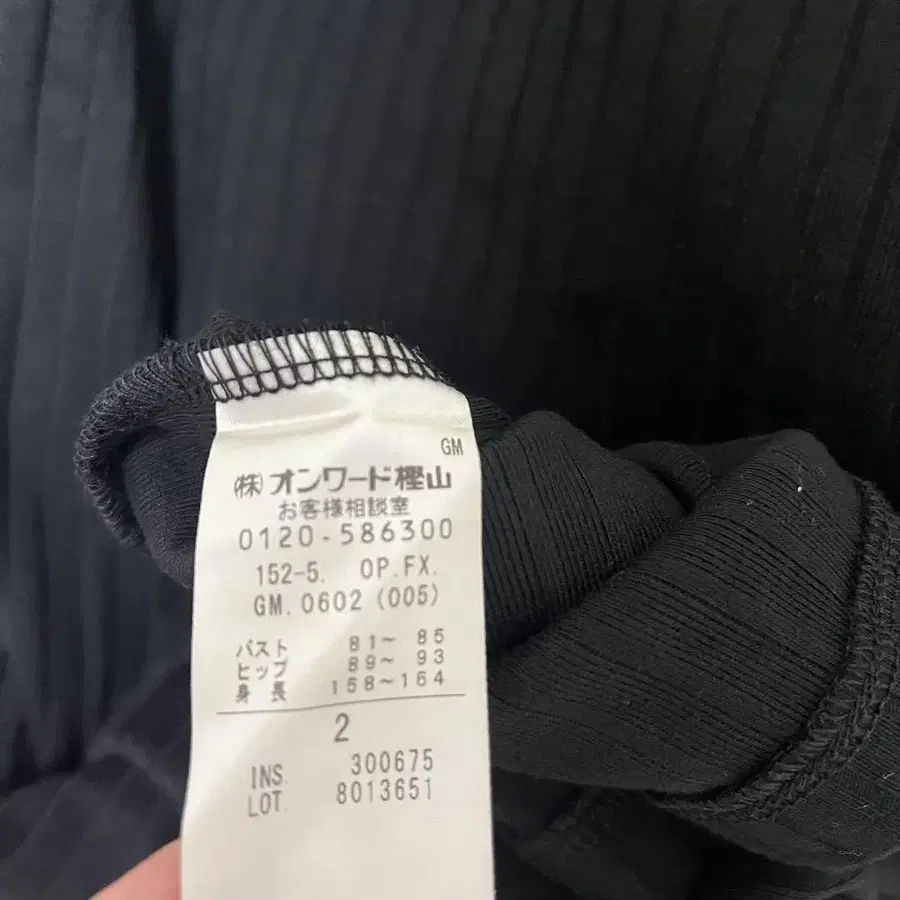 GM
(株)オンワード樫山
お客様相談室
0120-586300
152-5. OP.FX.
GM.0602(005)
バスト 81～ 85
ヒップ 89～ 93
身長 158～164
2
INS. 300675
LOT. 8013651